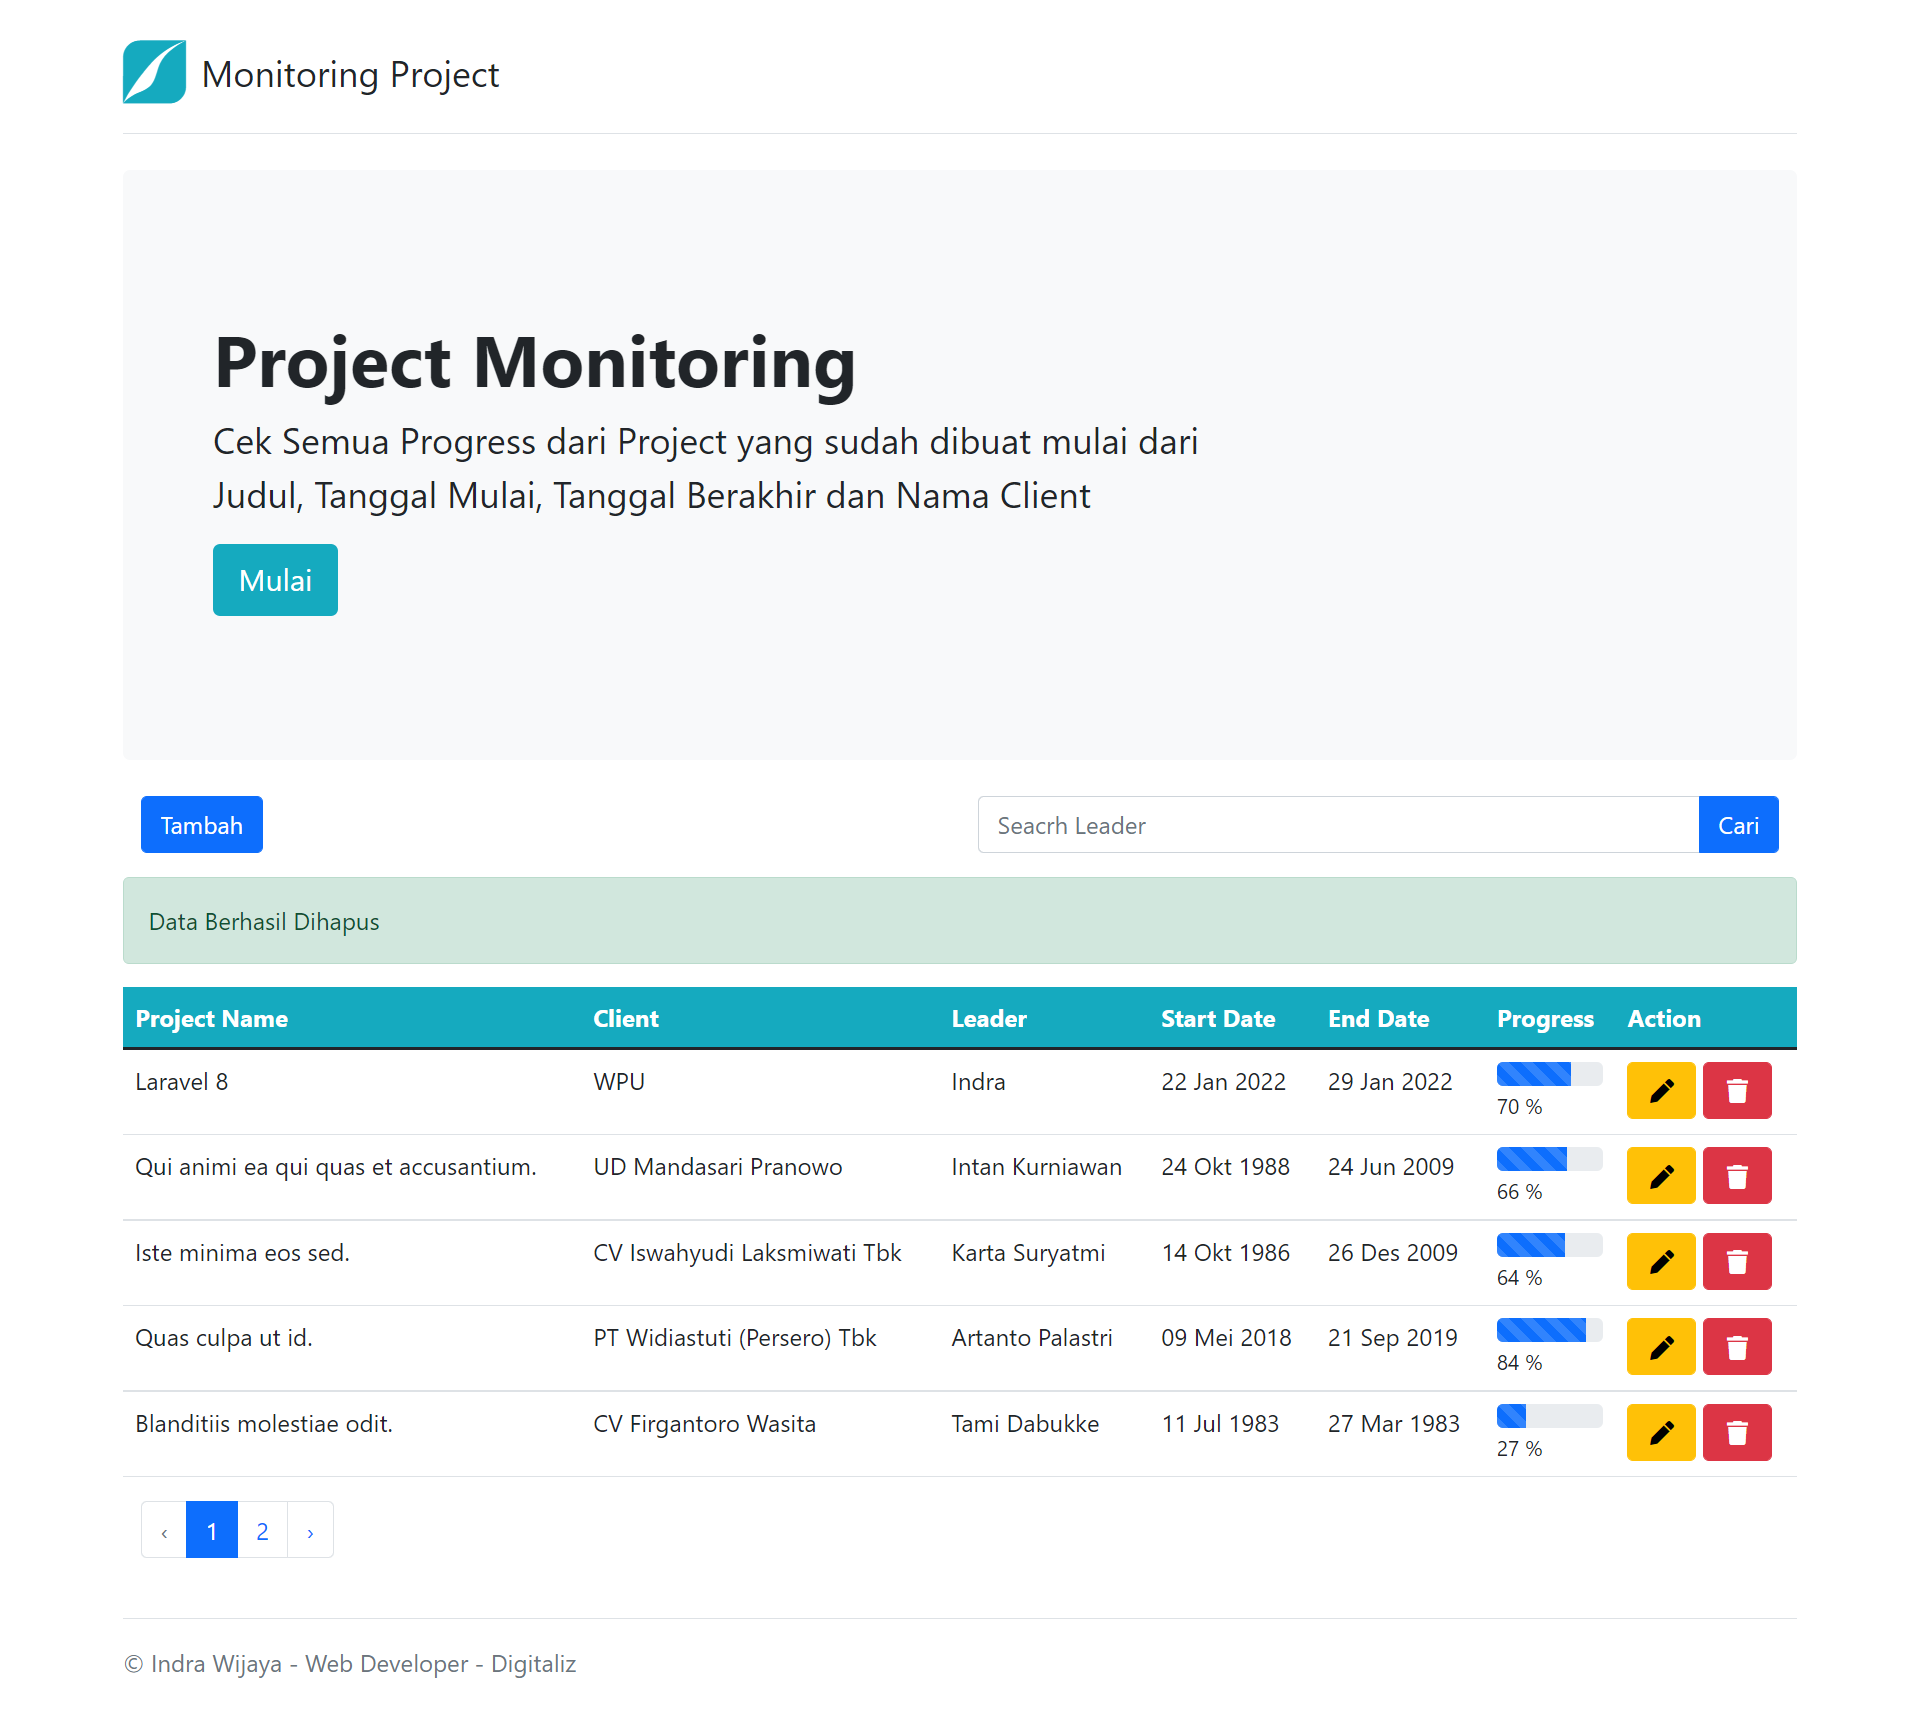 Monitoring Project
Project Monitoring
Cek Semua Progress dari Project yang sudah dibuat mulai dari
Judul, Tanggal Mulai, Tanggal Berakhir dan Nama Client
Mulai
Tambah
Seacrh Leader
Cari
Data Berhasil Dihapus
Project Name Client Leader Start Date End Date Progress Action
Laravel 8 WPU Indra 22 Jan 2022 29 Jan 2022
70 %
Qui animi ea qui quas et accusantium. UD Mandasari Pranowo Intan Kurniawan 24 Okt 1988 24 Jun 2009
66 %
Iste minima eos sed. CV Iswahyudi Laksmiwati Tbk Karta Suryatmi 14 Okt 1986 26 Des 2009
64 %
Quas culpa ut id. PT Widiastuti (Persero) Tbk Artanto Palastri 09 Mei 2018 21 Sep 2019
84 %
Blanditiis molestiae odit. CV Firgantoro Wasita Tami Dabukke 11 Jul 1983 27 Mar 1983
27 %
‹ 1 2 ›
© Indra Wijaya - Web Developer - Digitaliz